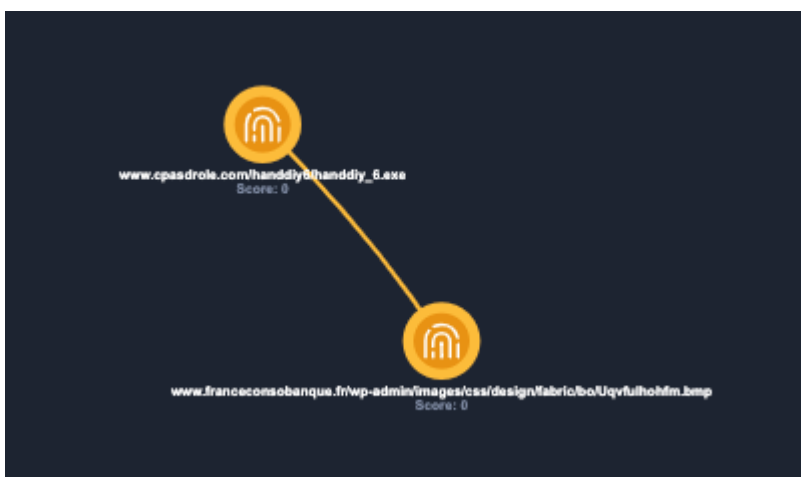 www.cpasdrole.com/handdiy6/handdiy_6.exe
Score: 0
www.franceconsobanque.fr/wp-admin/images/css/design/fabric/bo/Uqvfulhohfm.bmp
Score: 0